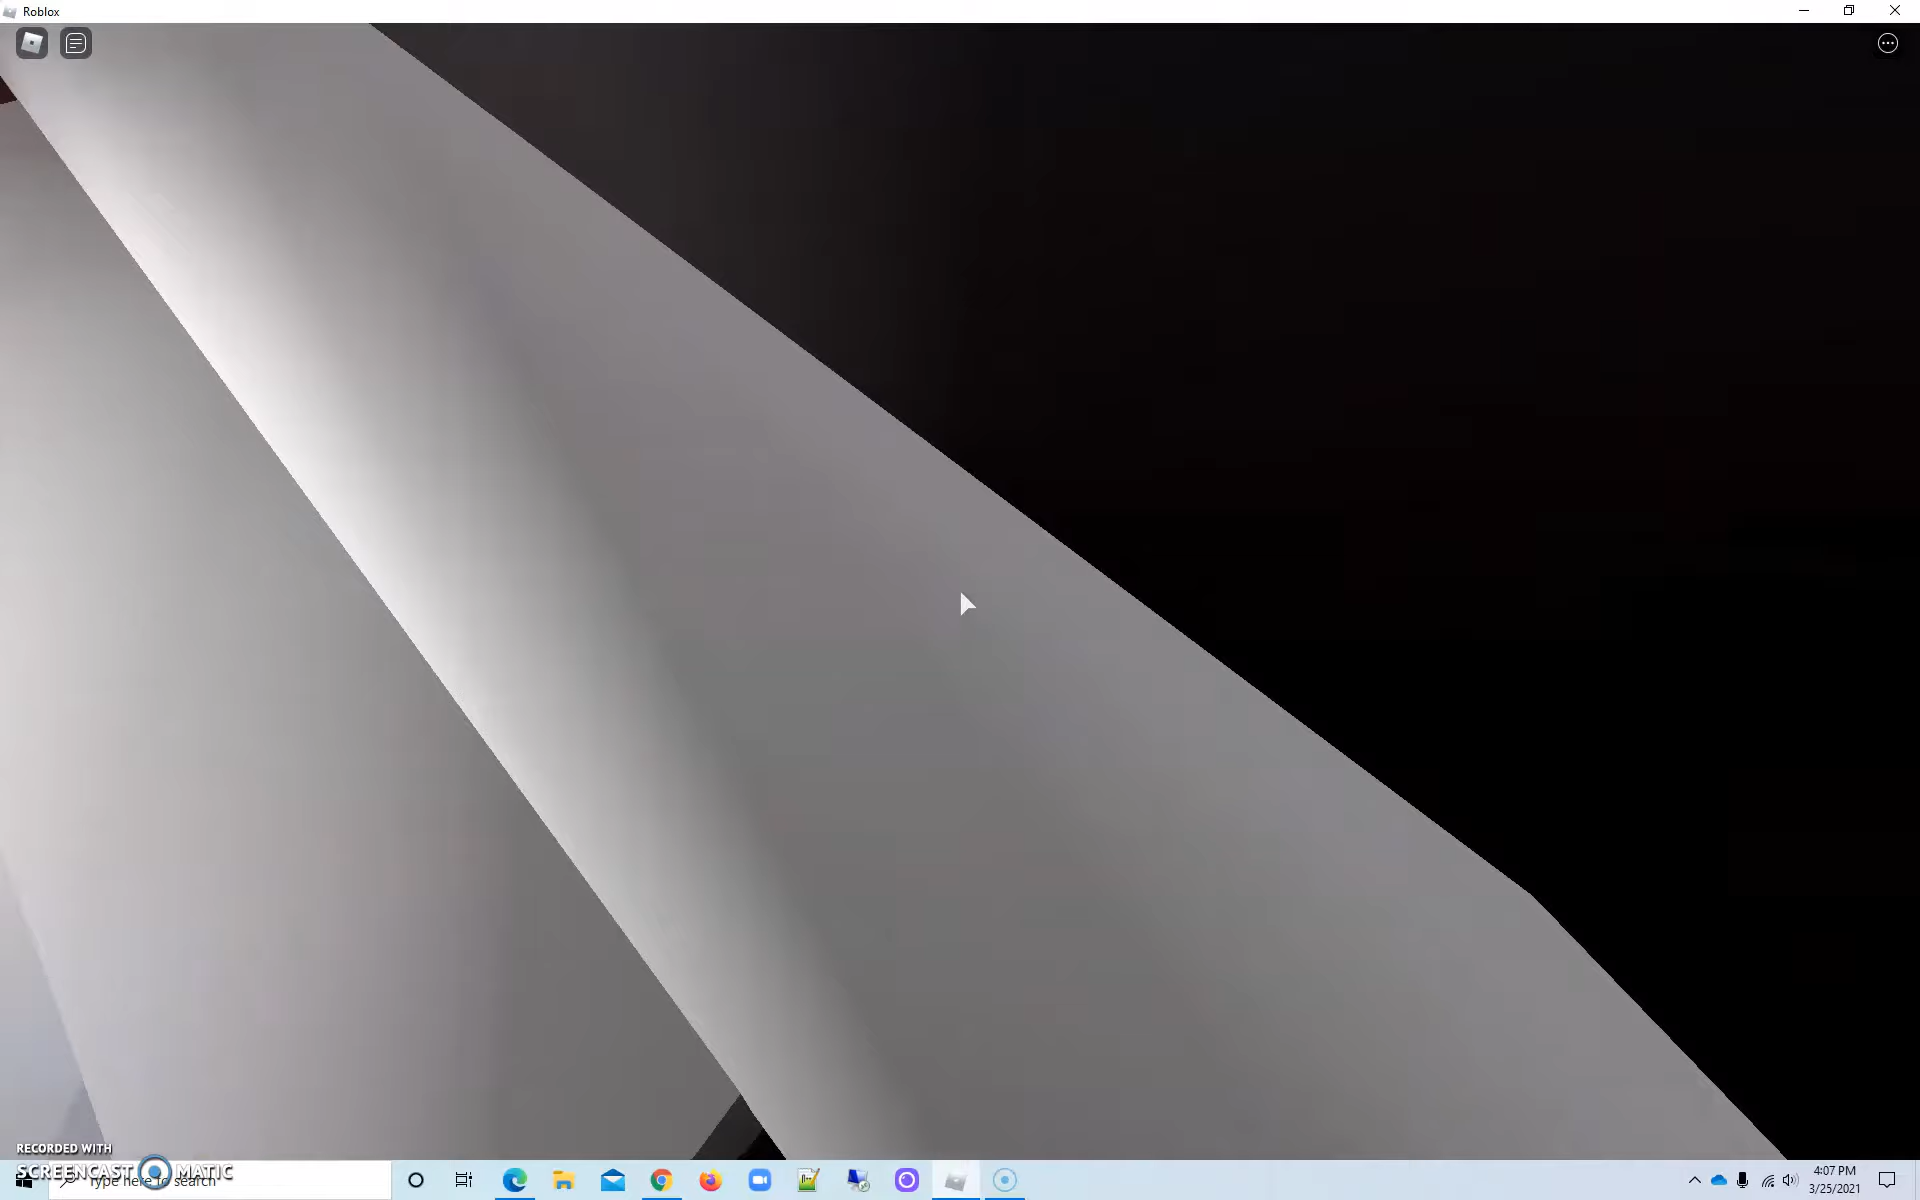 Roblox
RECORDED WITH
SCREENCAST MATIC
Type here to search
4:07 PM
3/25/2021